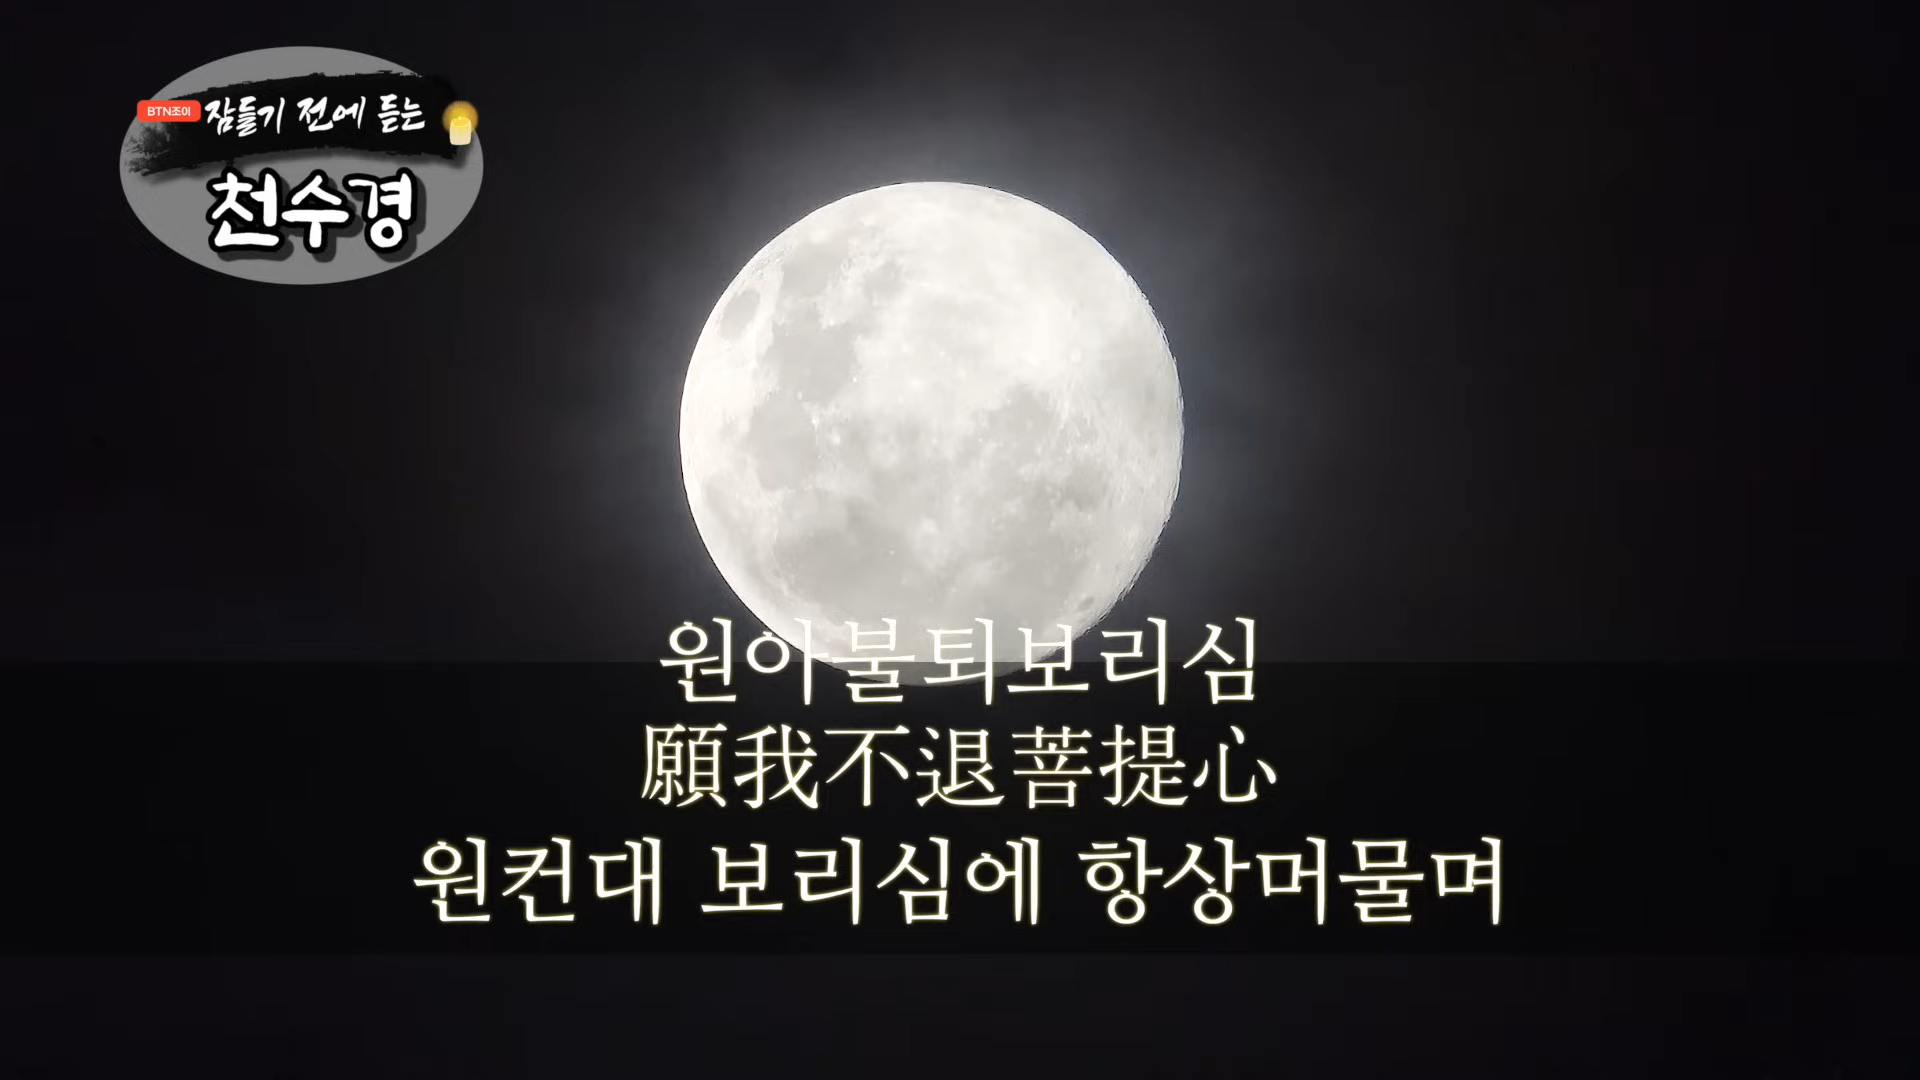 BTN조이 잠들기 전에 듣는
천수경
원아불퇴보리심
願我不退菩提心
원컨대 보리심에 항상머물며